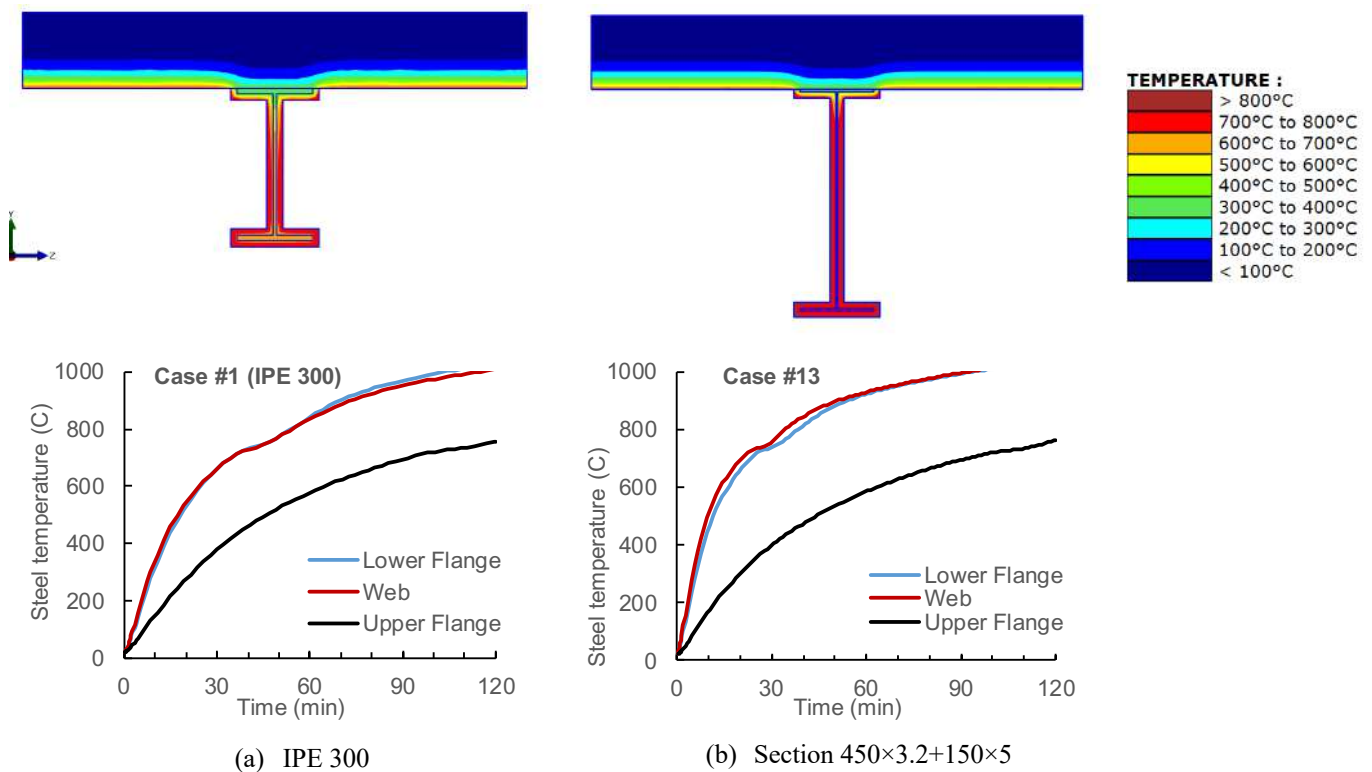 TEMPERATURE :
> 800°C
700°C to 800°C
600°C to 700°C
500°C to 600°C
400°C to 500°C
300°C to 400°C
200°C to 300°C
100°C to 200°C
< 100°C
Y
Z
Case #1 (IPE 300)
Steel temperature (C)
1000
800
600
400
200
0
Lower Flange
Web
Upper Flange
0 30 60 90 120
Time (min)
Case #13
Steel temperature (C)
1000
800
600
400
200
0
Lower Flange
Web
Upper Flange
0 30 60 90 120
Time (min)
(a) IPE 300
(b) Section 450×3.2+150×5